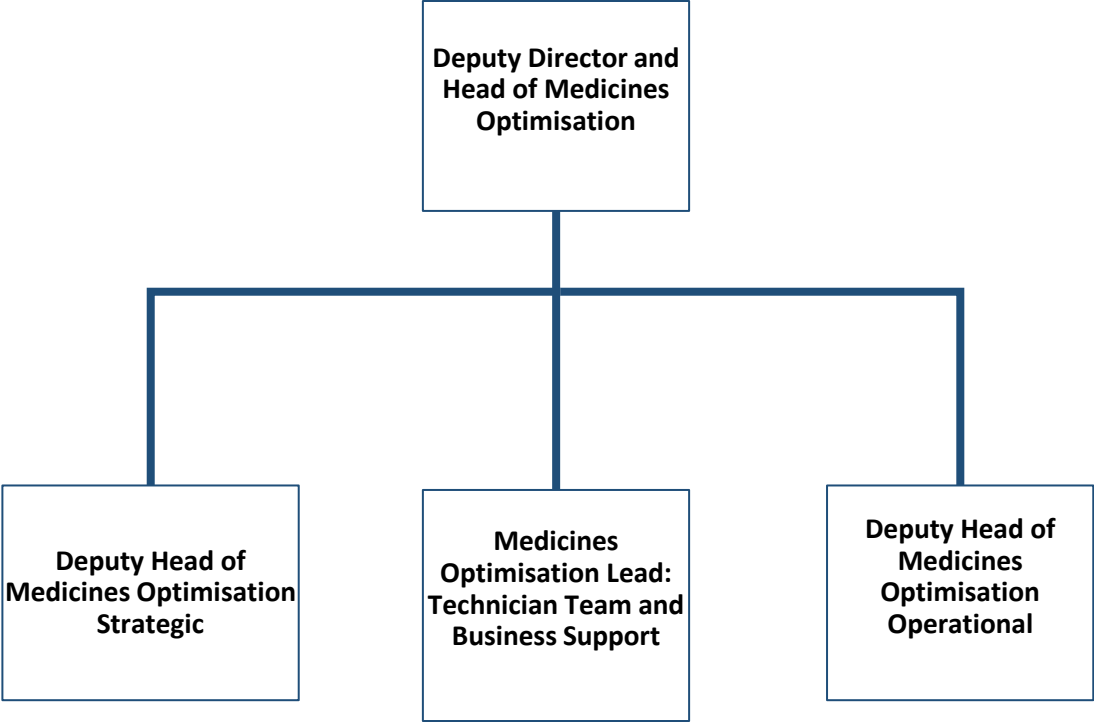 Deputy Director and
Head of Medicines
Optimisation
Deputy Head of
Medicines Optimisation
Strategic
Medicines
Optimisation Lead:
Technician Team and
Business Support
Deputy Head of
Medicines
Optimisation
Operational